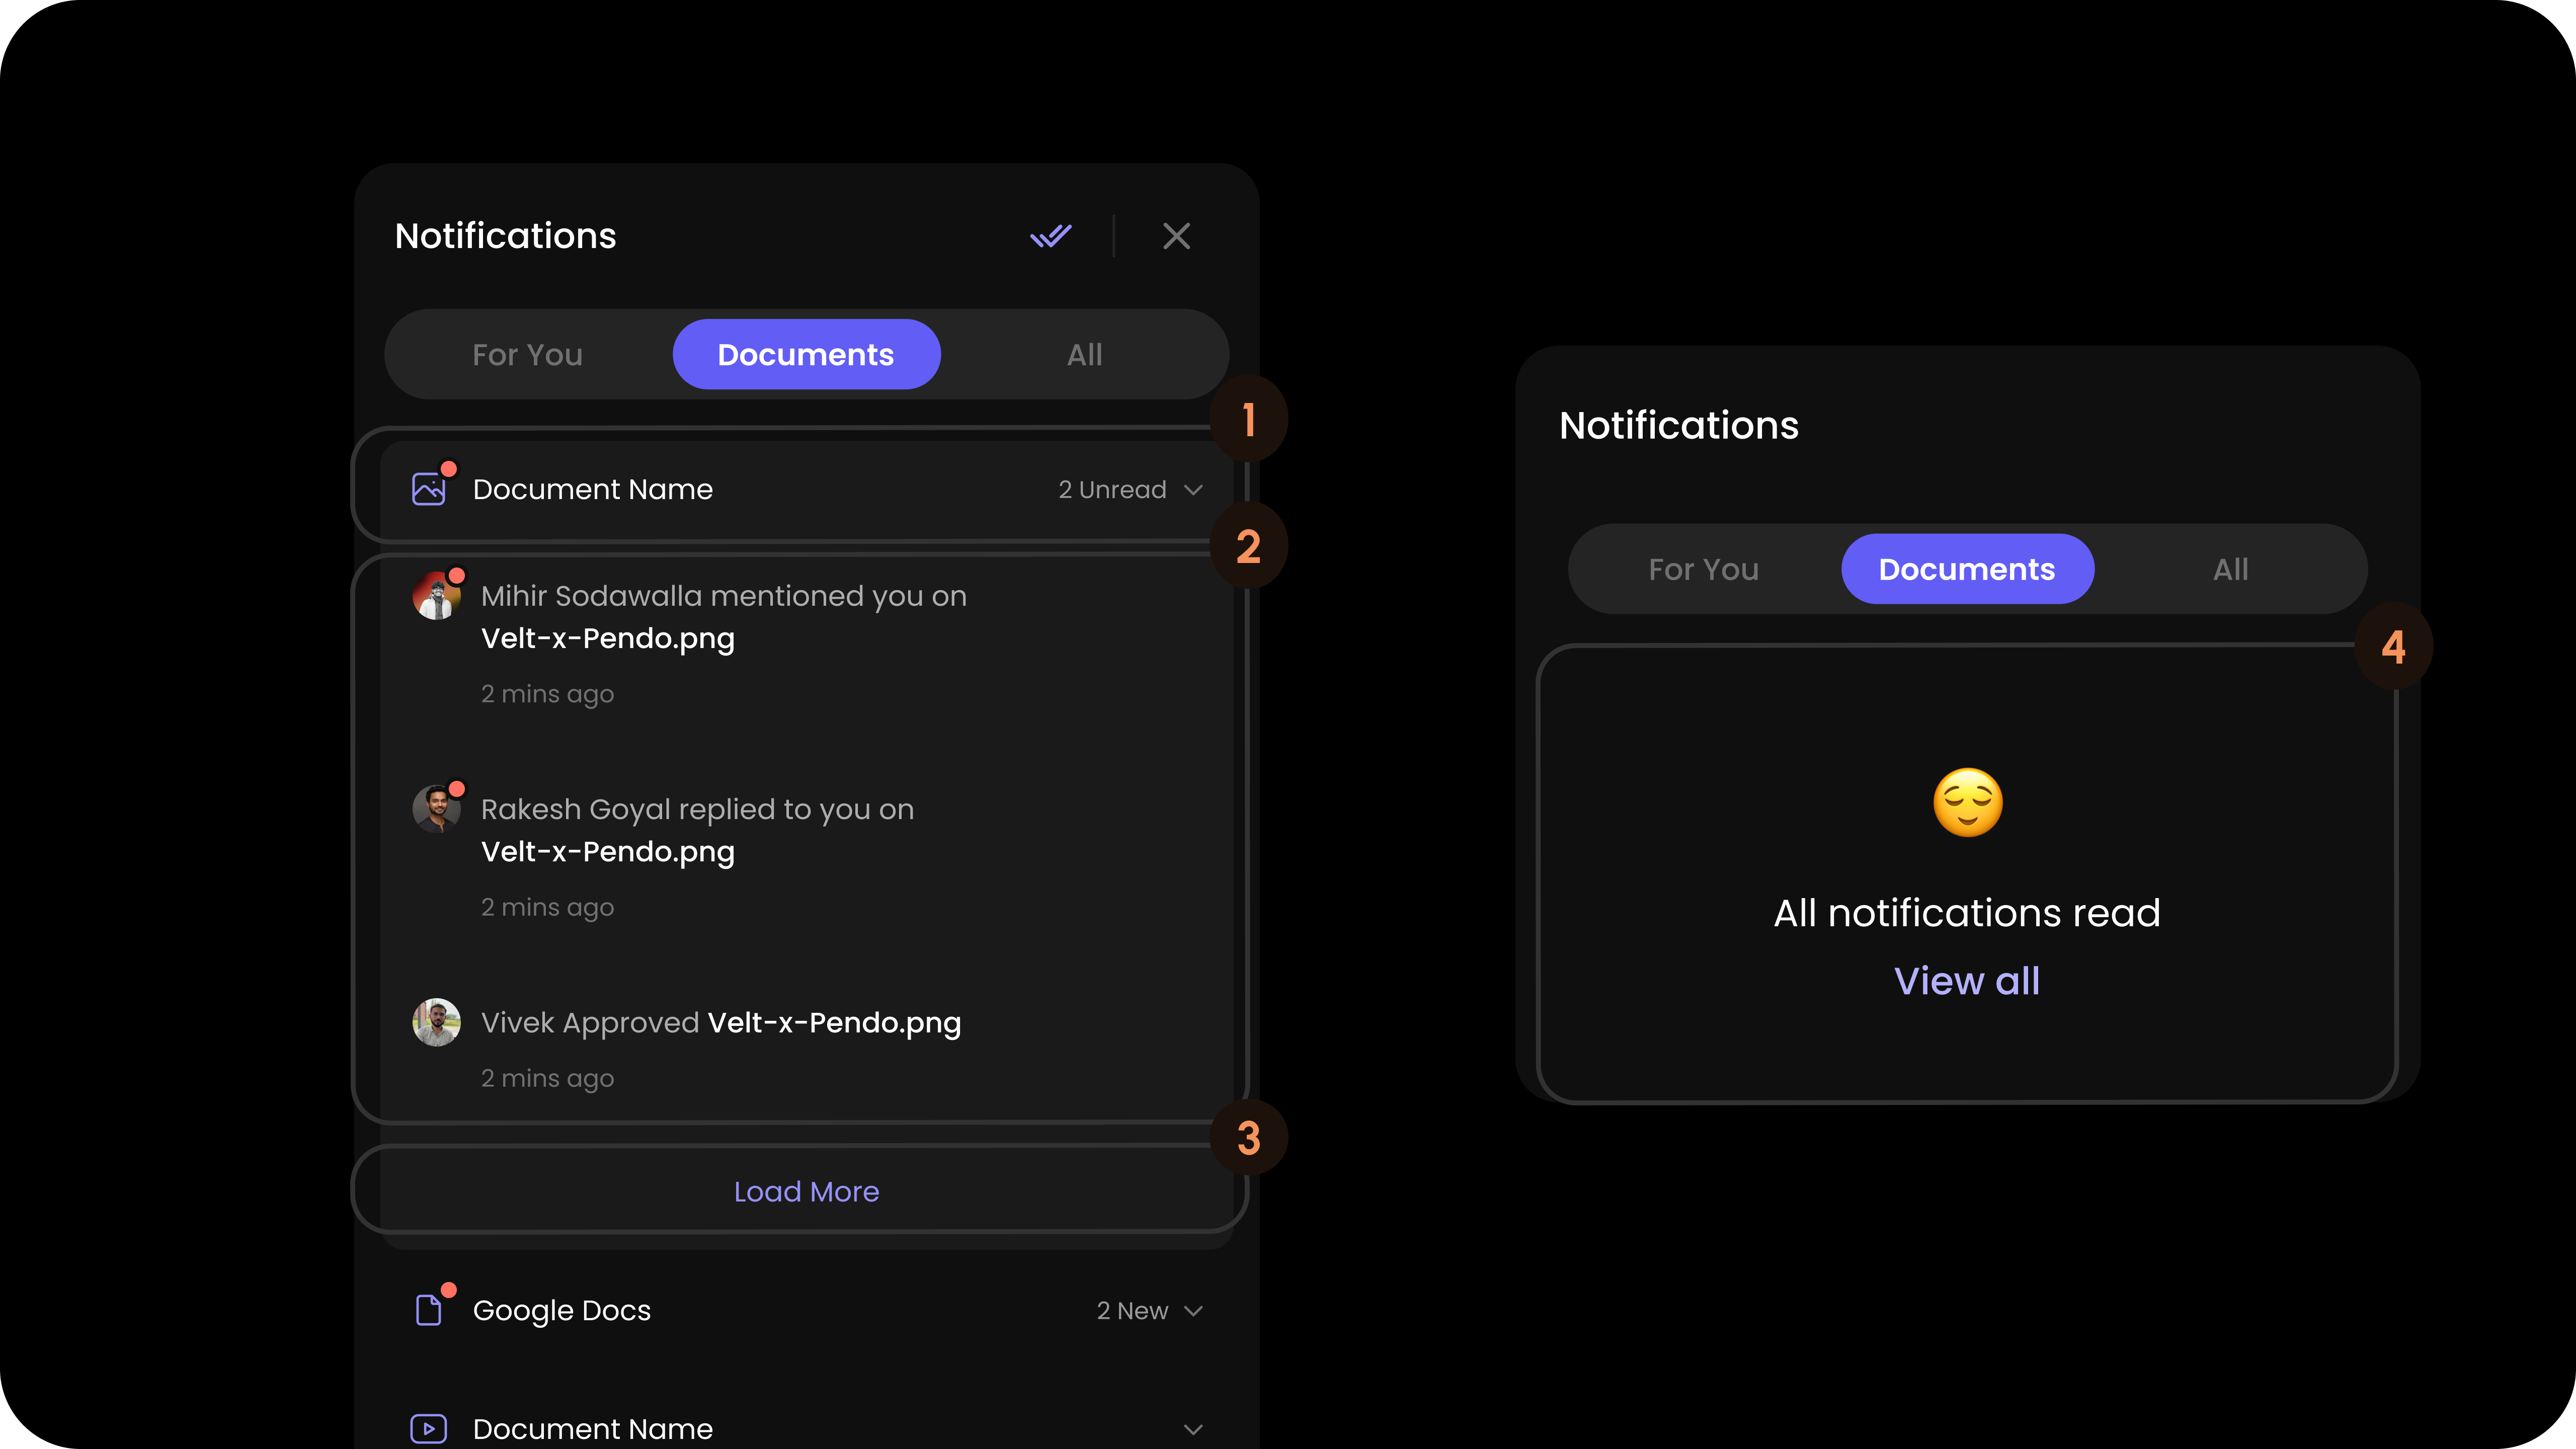 Notifications
For You
Documents
All
1
Document Name
2 Unread
2
Mihir Sodawalla mentioned you on
Velt-x-Pendo.png
2 mins ago
Rakesh Goyal replied to you on
Velt-x-Pendo.png
2 mins ago
Vivek Approved Velt-x-Pendo.png
2 mins ago
3
Load More
Google Docs
2 New
Document Name
Notifications
For You
Documents
All
4
All notifications read
View all